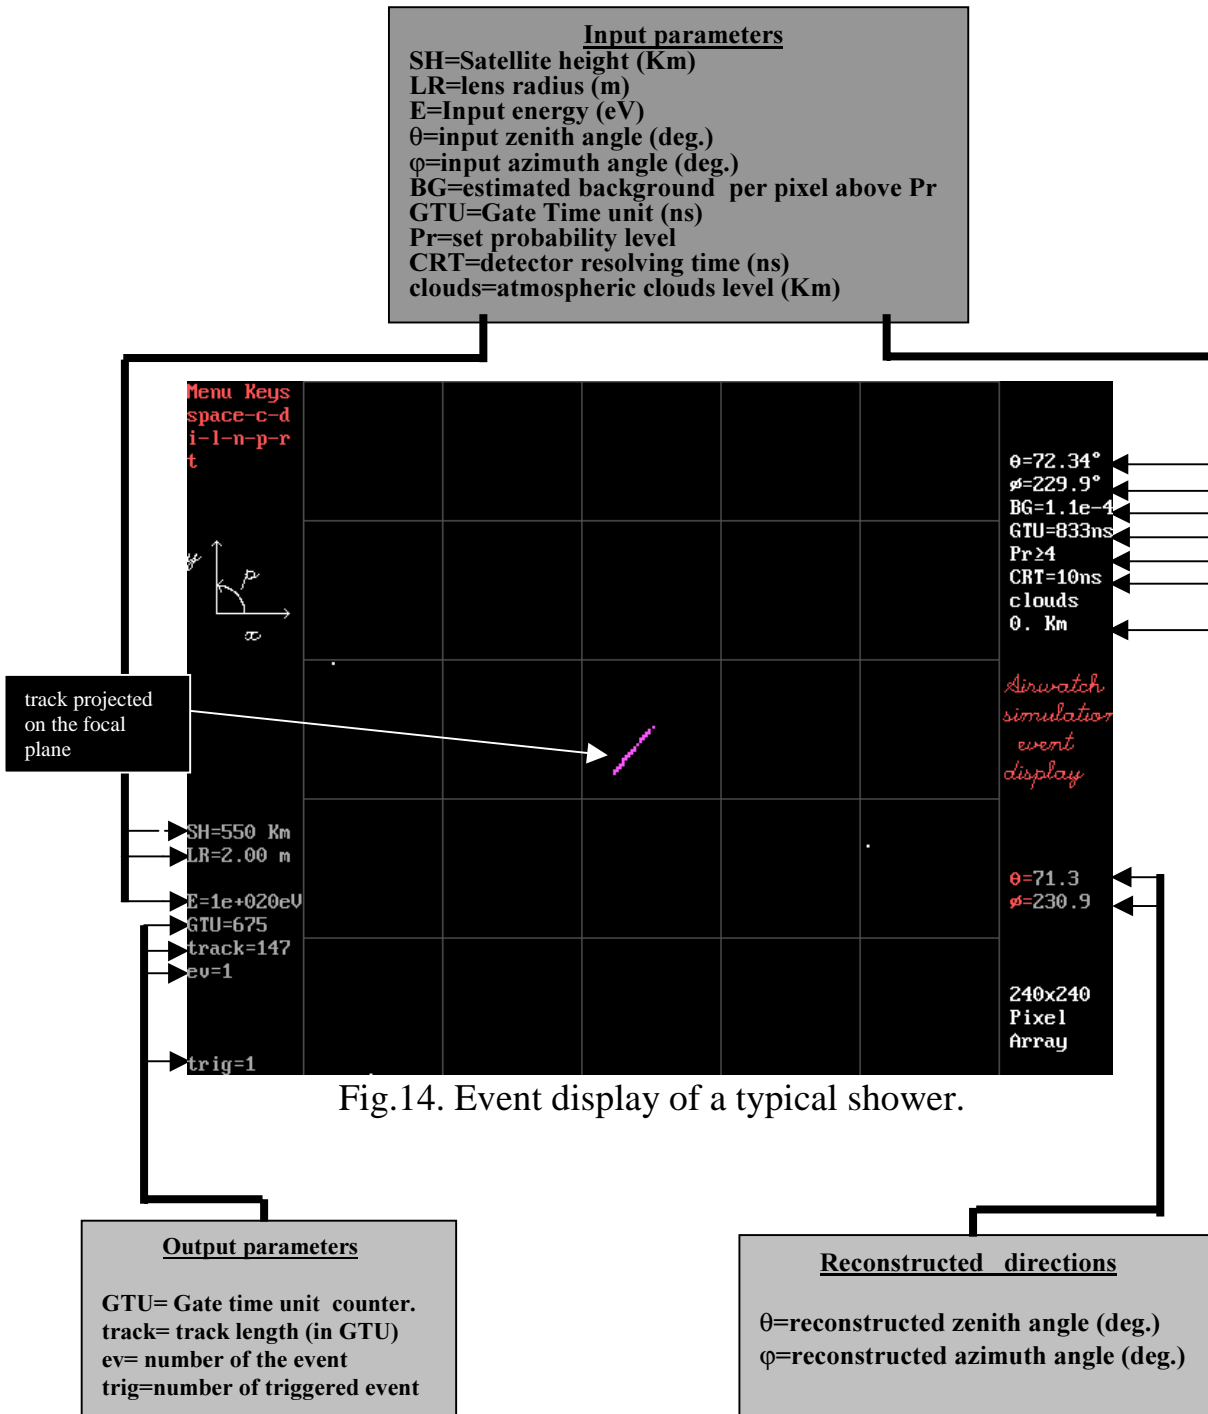 Input parameters
SH=Satellite height (Km)
LR=lens radius (m)
E=Input energy (eV)
θ=input zenith angle (deg.)
φ=input azimuth angle (deg.)
BG=estimated background per pixel above Pr
GTU=Gate Time unit (ns)
Pr=set probability level
CRT=detector resolving time (ns)
clouds=atmospheric clouds level (Km)
Menu Keys
space-c-d
i-l-n-p-r
t
θ=72.34°
ø=229.9°
BG=1.1e-4
GTU=833ns
Pr≥4
CRT=10ns
clouds
0. Km
x
track projected
on the focal
plane
Airwatch
simulation
event
display
SH=550 Km
LR=2.00 m
E=1e+020eV
GTU=675
track=147
ev=1
trig=1
θ=71.3
ø=230.9
240x240
Pixel
Array
Fig.14. Event display of a typical shower.
Output parameters
GTU= Gate time unit counter.
track= track length (in GTU)
ev= number of the event
trig=number of triggered event
Reconstructed directions
θ=reconstructed zenith angle (deg.)
φ=reconstructed azimuth angle (deg.)